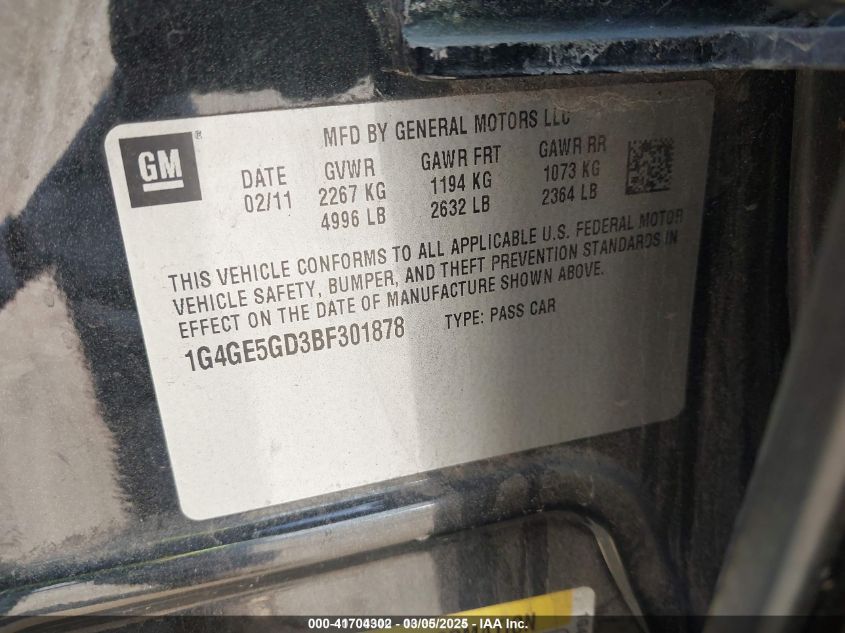 MFD BY GENERAL MOTORS LLC
GM®
DATE GVWR GAWR FRT GAWR RR
02/11 2267 KG 1194 KG 1073 KG
4996 LB 2632 LB 2364 LB
THIS VEHICLE CONFORMS TO ALL APPLICABLE U.S. FEDERAL MOTOR
VEHICLE SAFETY, BUMPER, AND THEFT PREVENTION STANDARDS IN
EFFECT ON THE DATE OF MANUFACTURE SHOWN ABOVE.
1G4GE5GD3BF301878 TYPE: PASS CAR
000-41704302 — 03/05/2025 — IAA Inc.